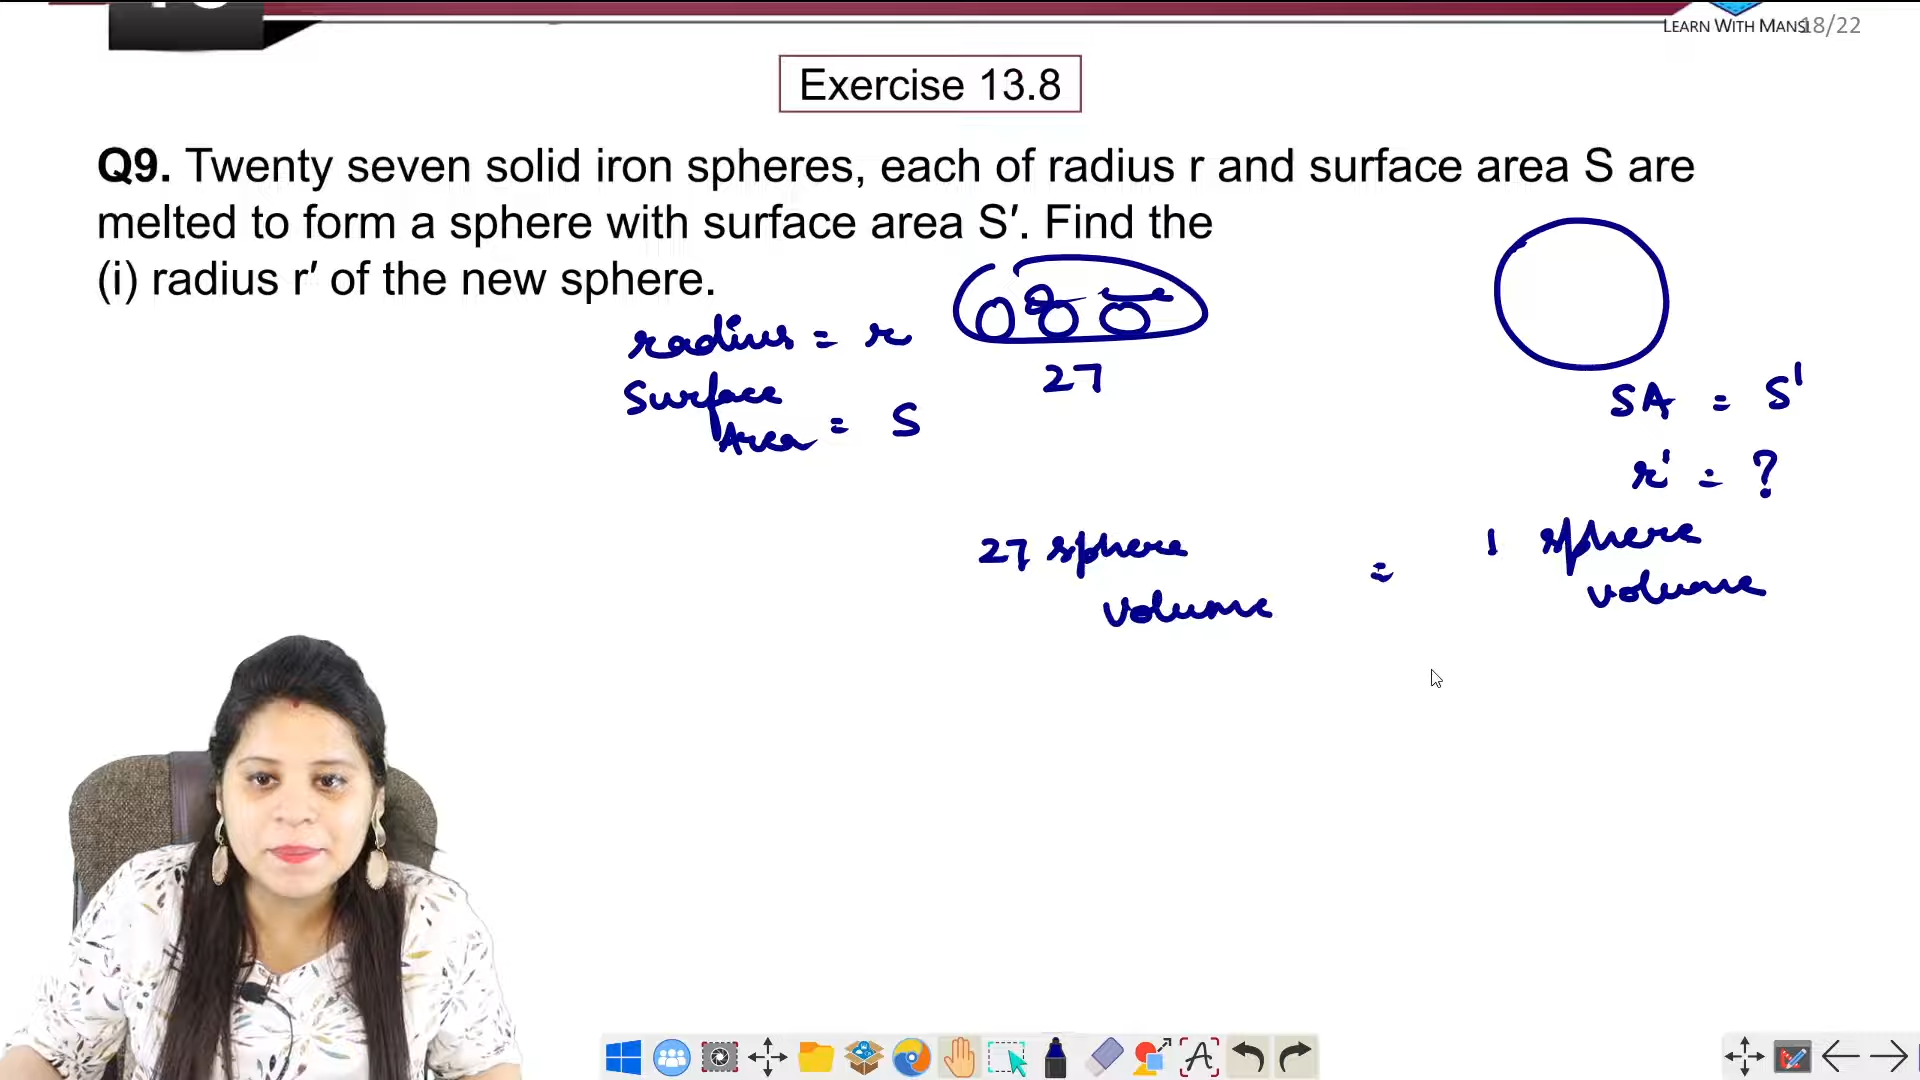 LEARN WITH MANSI
18/22
Exercise 13.8
Q9. Twenty seven solid iron spheres, each of radius r and surface area S are
melted to form a sphere with surface area S′. Find the
(i) radius r′ of the new sphere.
radius = r
Surface
Area = S
27
SA = S'
r' = ?
27 sphere
volume
=
1 sphere
volume